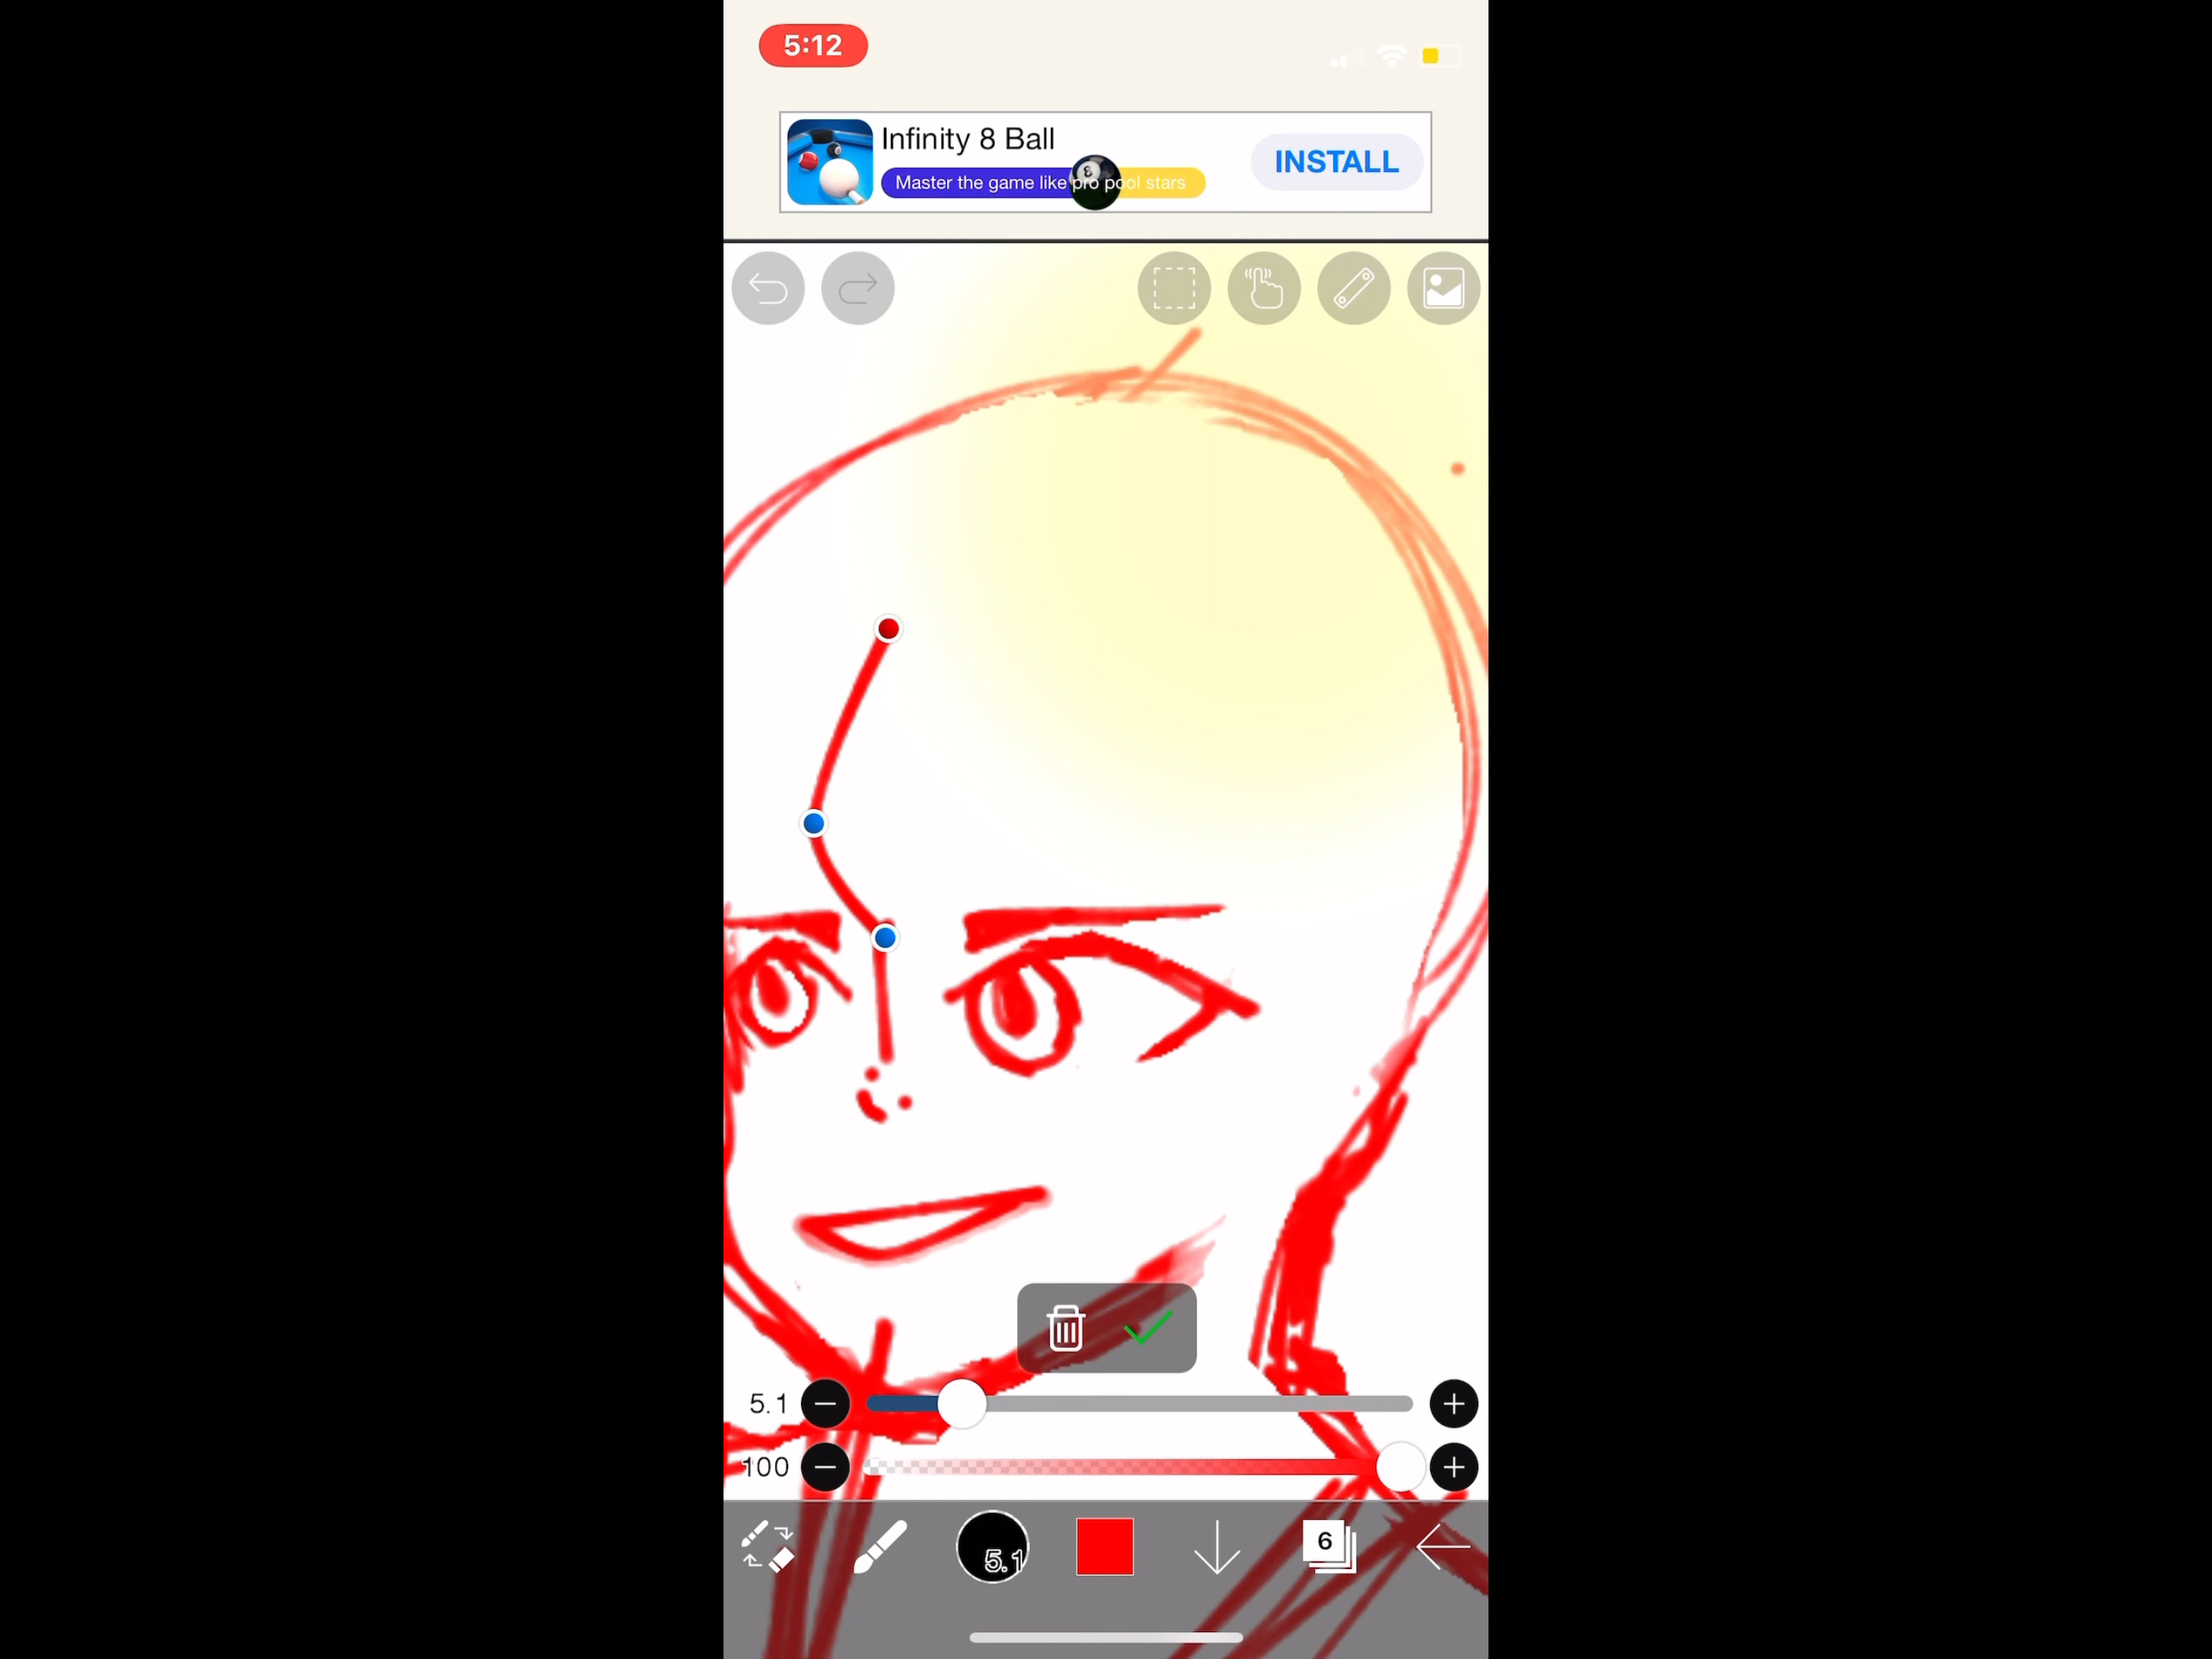 5:12
Infinity 8 Ball
8
Master the game like pro pool stars
INSTALL
5.1
100
5.1
6